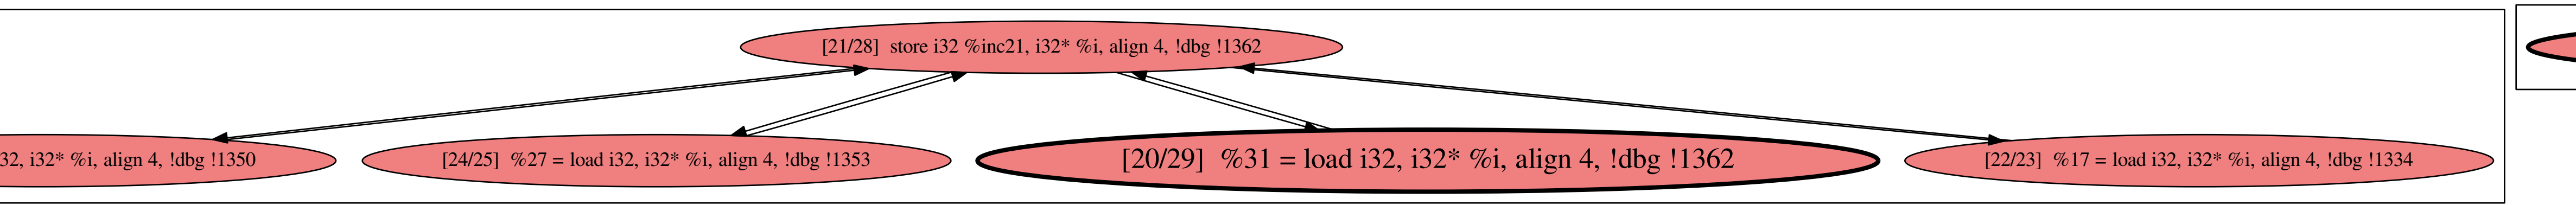 [21/28] store i32 %inc21, i32* %i, align 4, !dbg !1362
32, i32* %i, align 4, !dbg !1350
[24/25] %27 = load i32, i32* %i, align 4, !dbg !1353
[20/29] %31 = load i32, i32* %i, align 4, !dbg !1362
[22/23] %17 = load i32, i32* %i, align 4, !dbg !1334